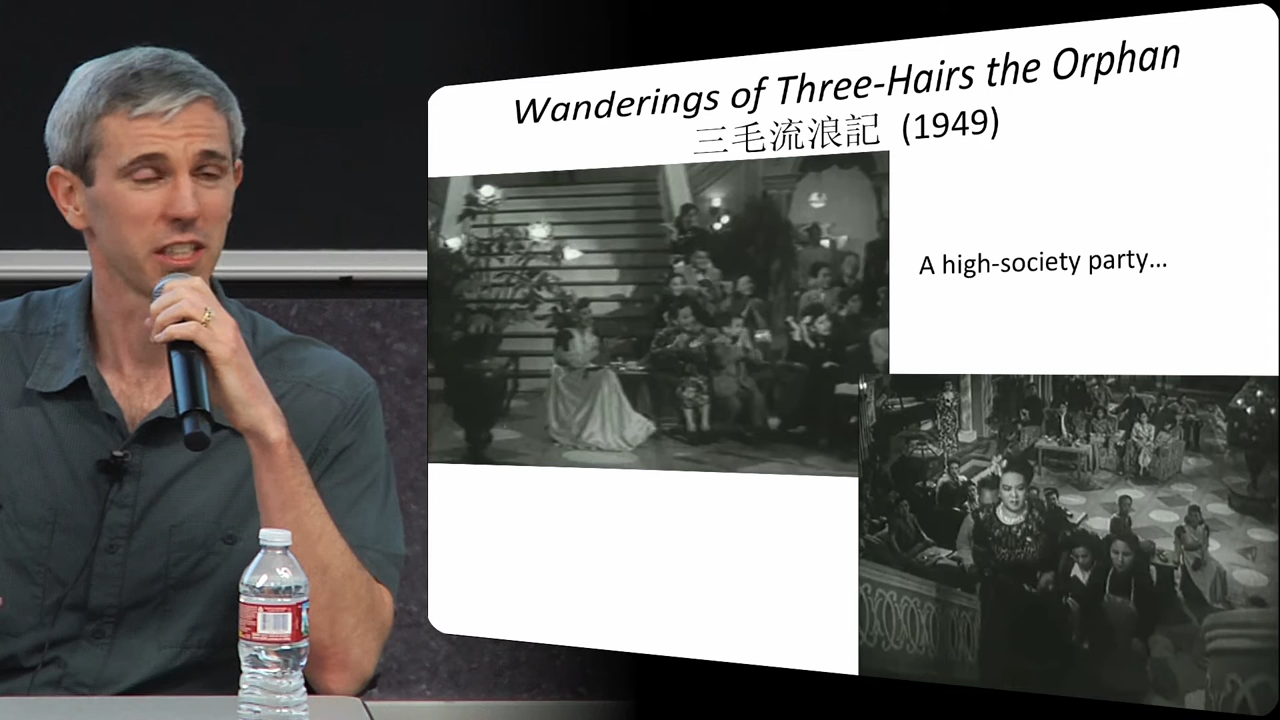 Wanderings of Three-Hairs the Orphan
三毛流浪記 (1949)
A high-society party...